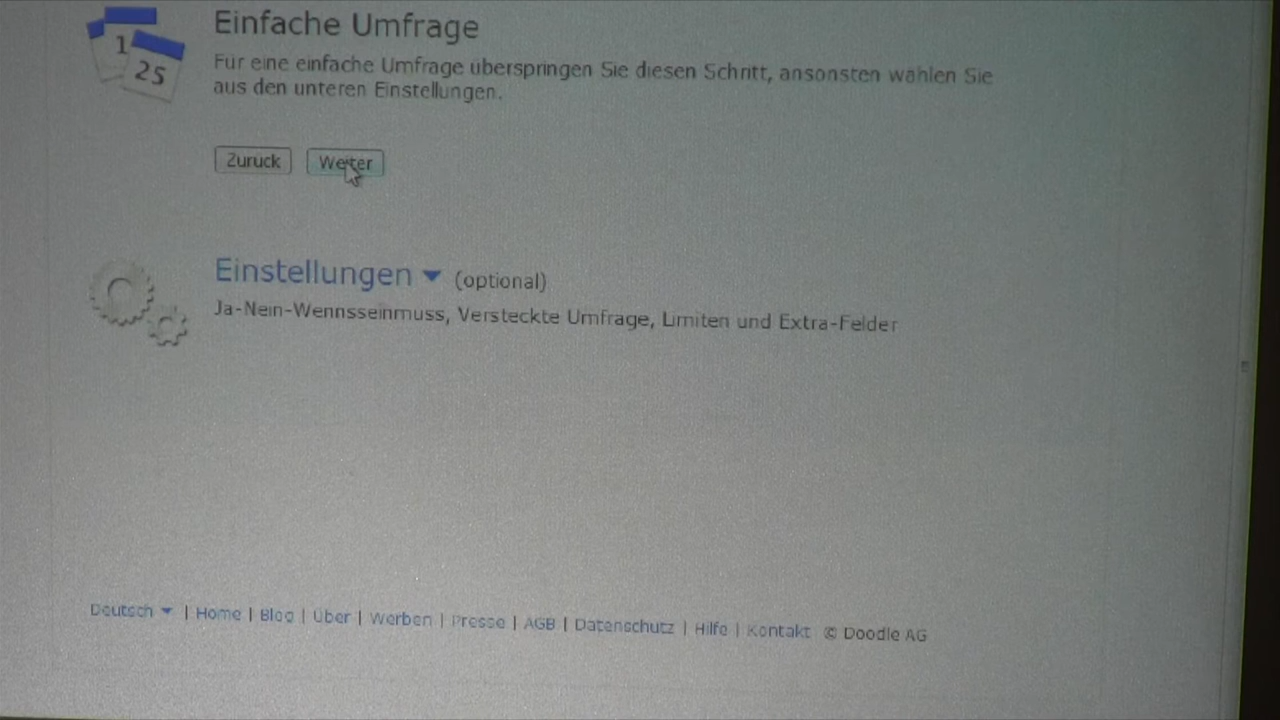 Einfache Umfrage
1
25
Für eine einfache Umfrage überspringen Sie diesen Schritt, ansonsten wählen Sie
aus den unteren Einstellungen.
Zurück Weiter
Einstellungen (optional)
Ja-Nein-Wennsseinmuss, Versteckte Umfrage, Limiten und Extra-Felder
Deutsch | Home | Blog | Über | Werben | Presse | AGB | Datenschutz | Hilfe | Kontakt © Doodle AG